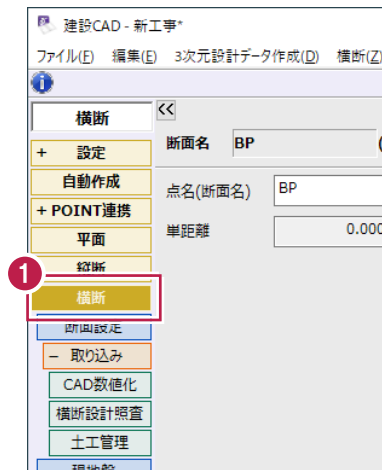 建設CAD - 新工事*
ファイル(F) 編集(E) 3次元設計データ作成(D) 横断(Z)
横断
<<
断面名 BP (
+ 設定
自動作成
点名(断面名) BP
+ POINT連携
単距離 0.000
平面
縦断
1
横断
断面設定
− 取り込み
CAD数値化
横断設計照査
土工管理
現地盤